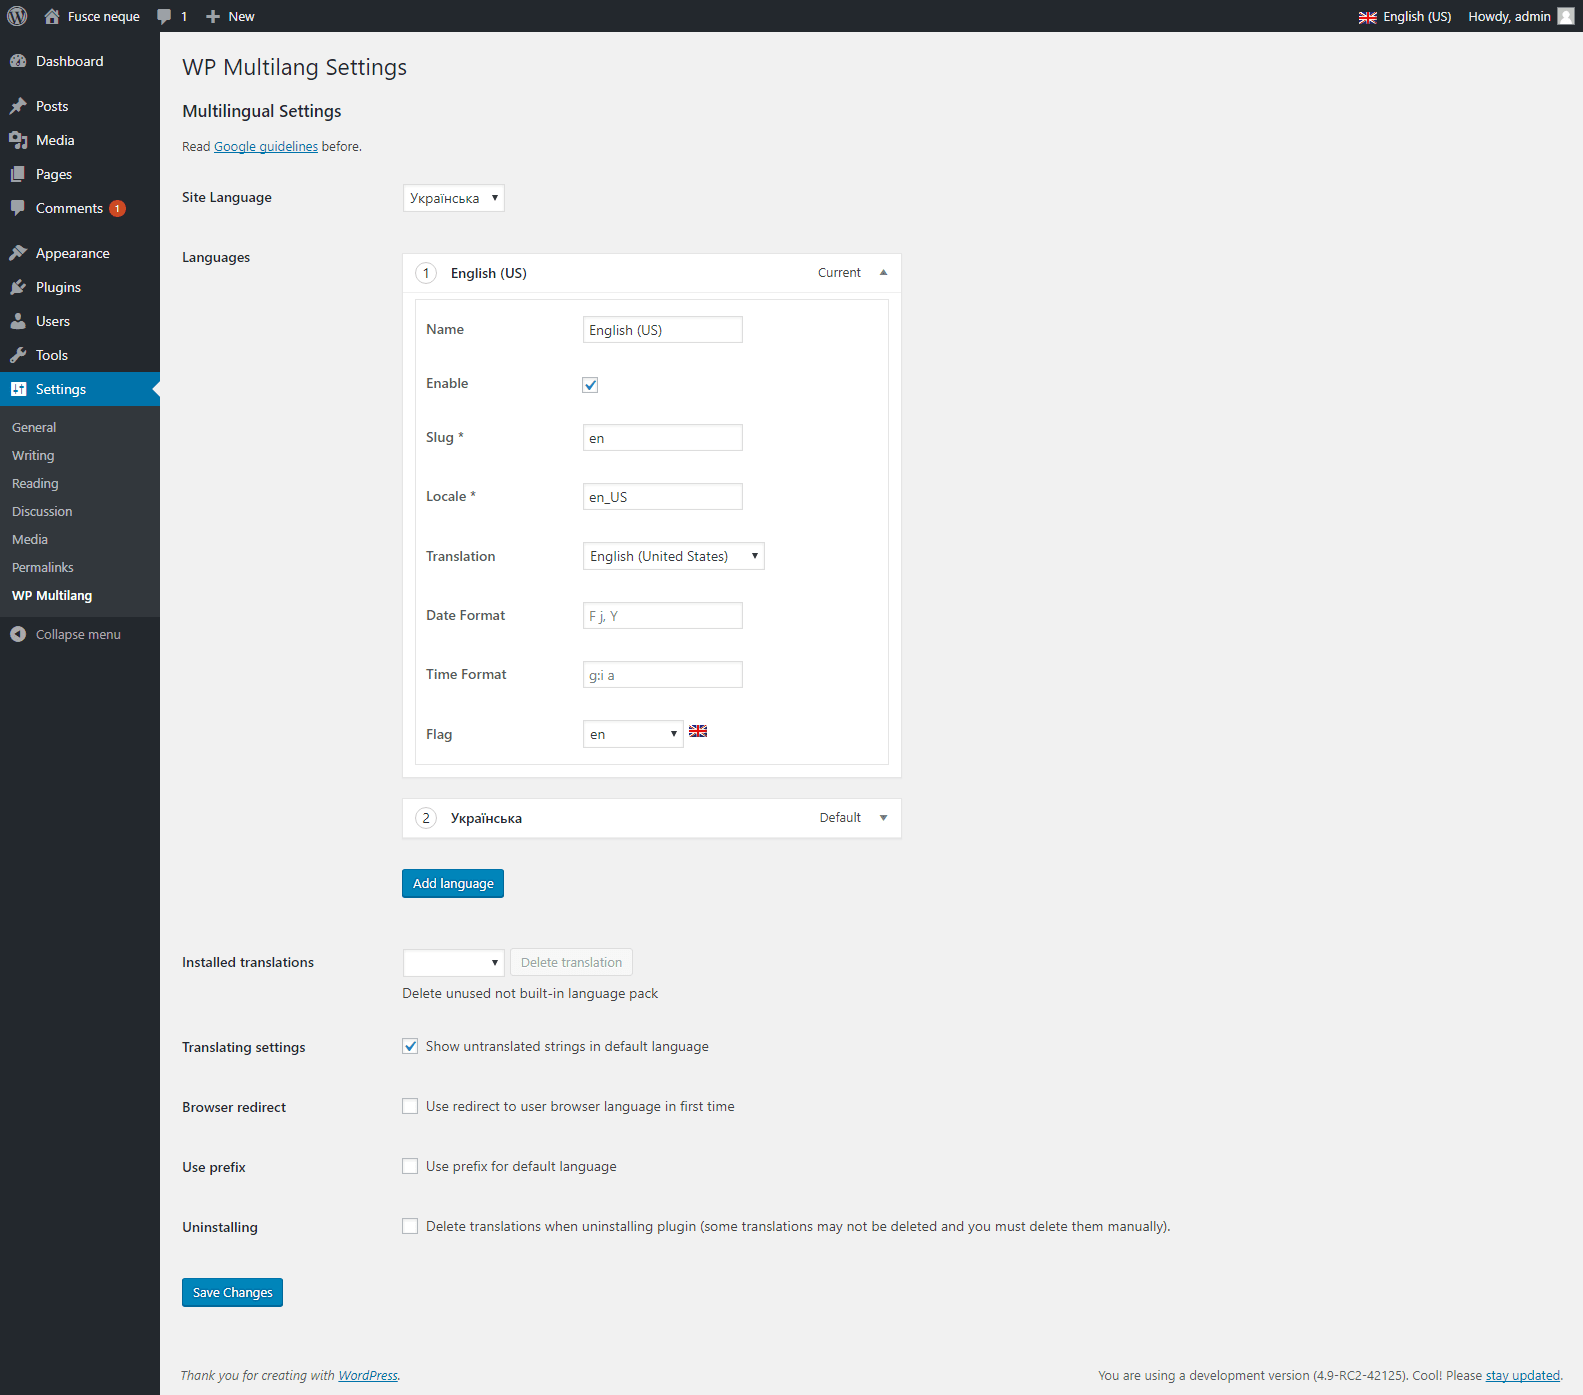 Fusce neque 1 New English (US) Howdy, admin
Dashboard
Posts
Media
Pages
Comments 1
Appearance
Plugins
Users
Tools
Settings
General
Writing
Reading
Discussion
Media
Permalinks
WP Multilang
Collapse menu
WP Multilang Settings
Multilingual Settings
Read Google guidelines before.
Site Language Українська
Languages
1 English (US) Current
Name English (US)
Enable
Slug * en
Locale * en_US
Translation English (United States)
Date Format F j, Y
Time Format g:i a
Flag en
2 Українська Default
Add language
Installed translations Delete translation
Delete unused not built-in language pack
Translating settings Show untranslated strings in default language
Browser redirect Use redirect to user browser language in first time
Use prefix Use prefix for default language
Uninstalling Delete translations when uninstalling plugin (some translations may not be deleted and you must delete them manually).
Save Changes
Thank you for creating with WordPress. You are using a development version (4.9-RC2-42125). Cool! Please stay updated.